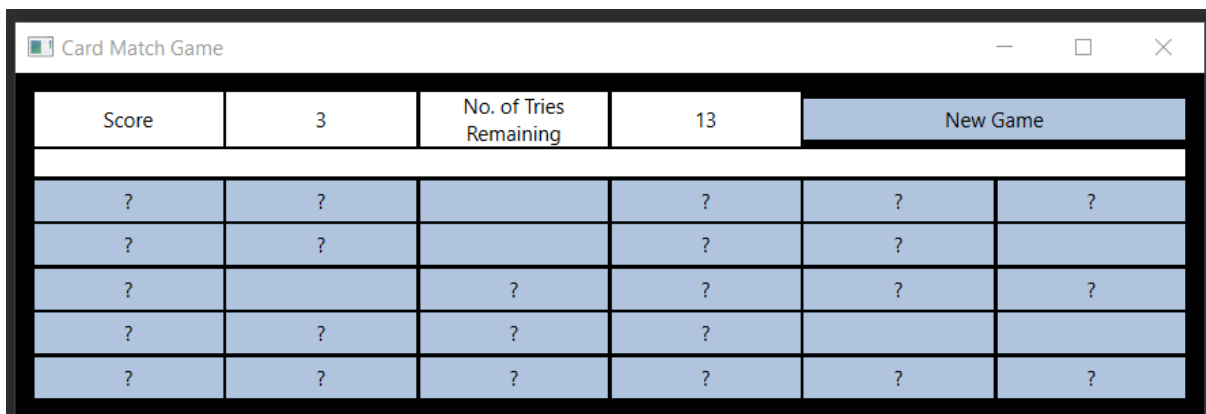 Card Match Game
Score 3 No. of Tries Remaining 13 New Game
? ? ? ? ?
? ? ? ?
? ? ? ? ?
? ? ? ?
? ? ? ? ? ?